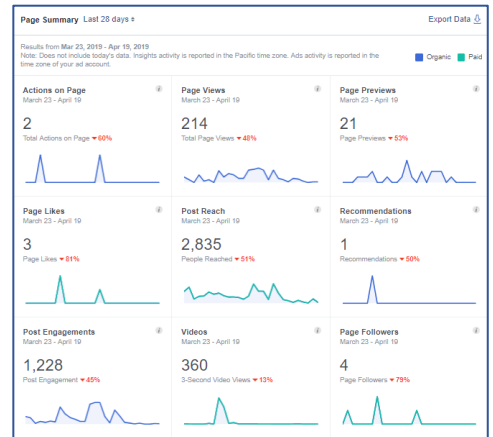 Page Summary Last 28 days
Export Data
Results from Mar 23, 2019 - Apr 19, 2019
Note: Does not include today's data. Insights activity is reported in the Pacific time zone. Ads activity is reported in the
time zone of your ad account.
Organic Paid
Actions on Page
March 23 - April 19
2
Total Actions on Page ▼60%
Page Views
March 23 - April 19
214
Total Page Views ▼48%
Page Previews
March 23 - April 19
21
Page Previews ▼53%
Page Likes
March 23 - April 19
3
Page Likes ▼81%
Post Reach
March 23 - April 19
2,835
People Reached ▼51%
Recommendations
March 23 - April 19
1
Recommendations ▼50%
Post Engagements
March 23 - April 19
1,228
Post Engagement ▼45%
Videos
March 23 - April 19
360
3-Second Video Views ▼13%
Page Followers
March 23 - April 19
4
Page Followers ▼79%